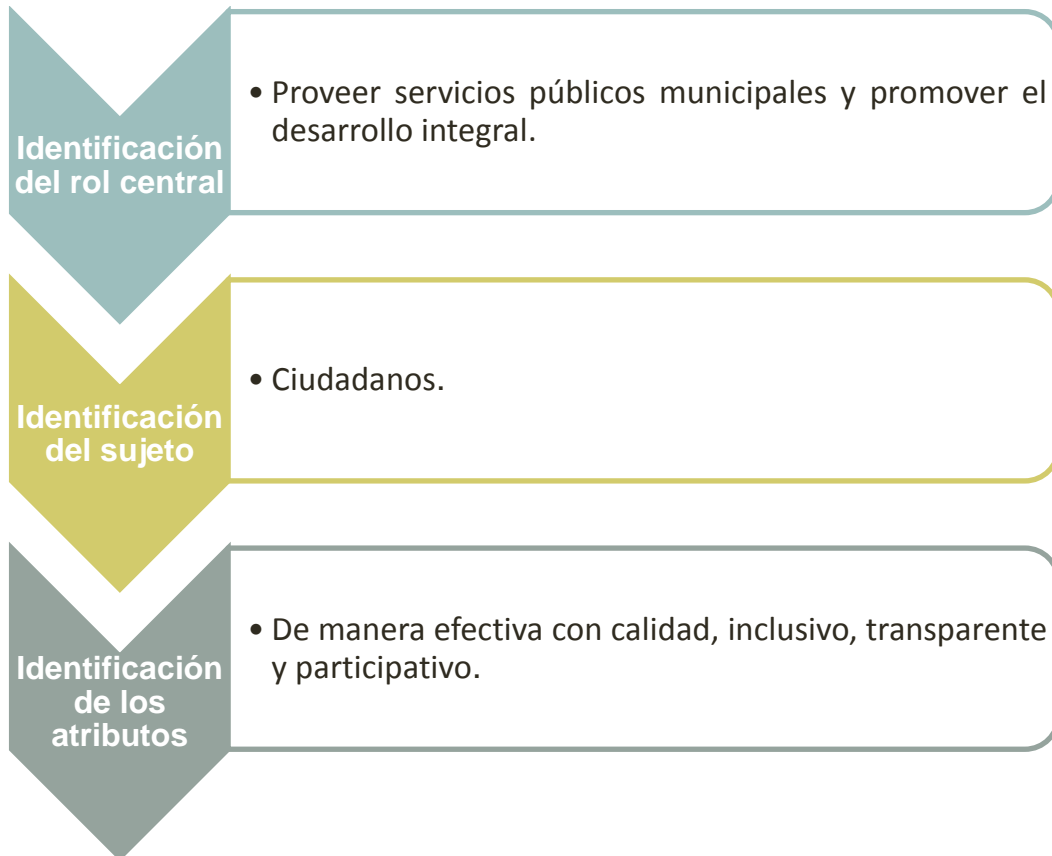 Identificación
del rol central
• Proveer servicios públicos municipales y promover el
desarrollo integral.
Identificación
del sujeto
• Ciudadanos.
Identificación
de los
atributos
• De manera efectiva con calidad, inclusivo, transparente
y participativo.